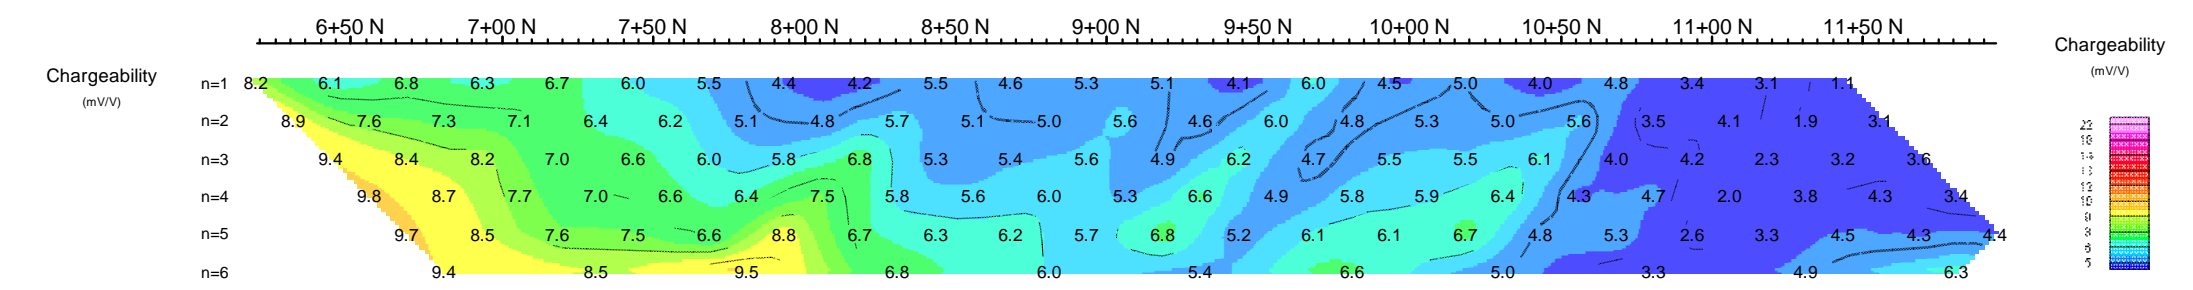 6+50 N 7+00 N 7+50 N 8+00 N 8+50 N 9+00 N 9+50 N 10+00 N 10+50 N 11+00 N 11+50 N
Chargeability
(mV/V)
n=1 8.2 6.1 6.8 6.3 6.7 6.0 5.5 4.4 4.2 5.5 4.6 5.3 5.1 4.1 6.0 4.5 5.0 4.0 4.8 3.4 3.1 1.1
n=2 8.9 7.6 7.3 7.1 6.4 6.2 5.1 4.8 5.7 5.1 5.0 5.6 4.6 6.0 4.8 5.3 5.0 5.6 3.5 4.1 1.9 3.1
n=3 9.4 8.4 8.2 7.0 6.6 6.0 5.8 6.8 5.3 5.4 5.6 4.9 6.2 4.7 5.5 5.5 6.1 4.0 4.2 2.3 3.2 3.6
n=4 9.8 8.7 7.7 7.0 6.6 6.4 7.5 5.8 5.6 6.0 5.3 6.6 4.9 5.8 5.9 6.4 4.3 4.7 2.0 3.8 4.3 3.4
n=5 9.7 8.5 7.6 7.5 6.6 8.8 6.7 6.3 6.2 5.7 6.8 5.2 6.1 6.1 6.7 4.8 5.3 2.6 3.3 4.5 4.3 4.4
n=6 9.4 8.5 9.5 6.8 6.0 5.4 6.6 5.0 3.3 4.9 6.3
Chargeability
(mV/V)